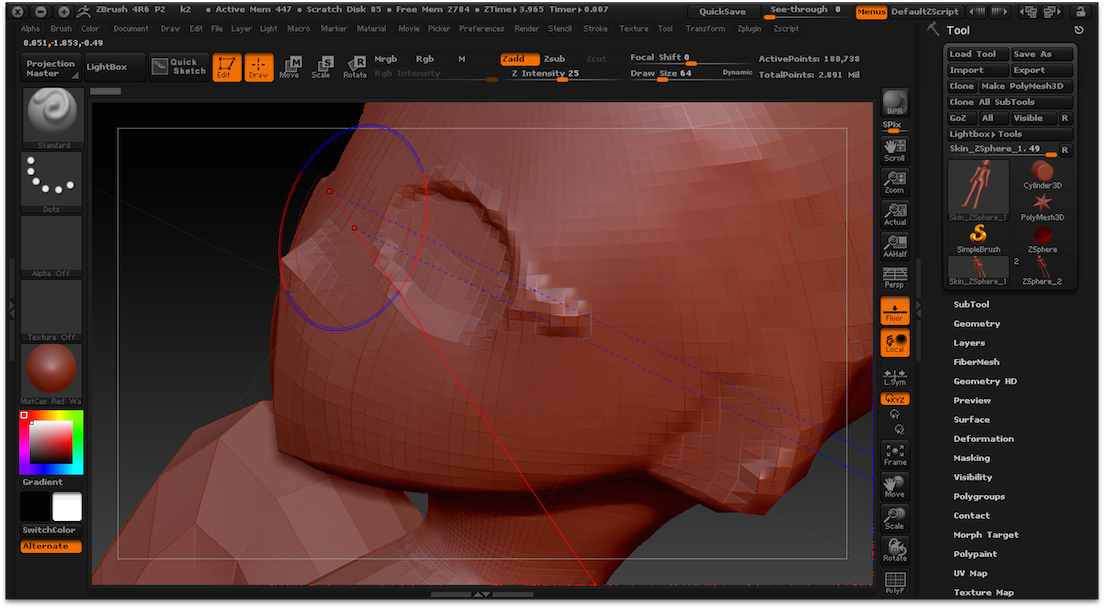 ZBrush 4R6 P2 k2 • Active Mem 447 • Scratch Disk 85 • Free Mem 2784 • ZTime▸3.965 Timer▸0.007 QuickSave See-through 0 Menus DefaultZScript
Alpha Brush Color Document Draw Edit File Layer Light Macro Marker Material Movie Picker Preferences Render Stencil Stroke Texture Tool Transform Zplugin Zscript
0.051,-1.853,-0.49
Projection Master
LightBox
Quick Sketch
Edit
Draw
Move
Scale
Rotate
Mrgb Rgb M
Rgb Intensity
Zadd Zsub Zcut
Z Intensity 25
Focal Shift 0
Draw Size 64 Dynamic
ActivePoints: 180,738
TotalPoints: 2.891 Mil
Standard
Dots
Alpha Off
Texture Off
MatCap Red Wa
Gradient
SwitchColor
Alternate
BPR
SPix
Scroll
Zoom
Actual
AAHalf
Persp
Floor
Local
L.Sym
XYZ
Y
Z
Frame
Move
Scale
Rotate
PolyF
Tool
Load Tool Save As
Import Export
Clone Make PolyMesh3D
Clone All SubTools
GoZ All Visible R
Lightbox▸Tools
Skin_ZSphere_1. 49 R
Skin_ZSphere_1
Cylinder3D
PolyMesh3D
SimpleBrush
ZSphere
2
Skin_ZSphere_1
ZSphere_2
SubTool
Geometry
Layers
FiberMesh
Geometry HD
Preview
Surface
Deformation
Masking
Visibility
Polygroups
Contact
Morph Target
Polypaint
UV Map
Texture Map